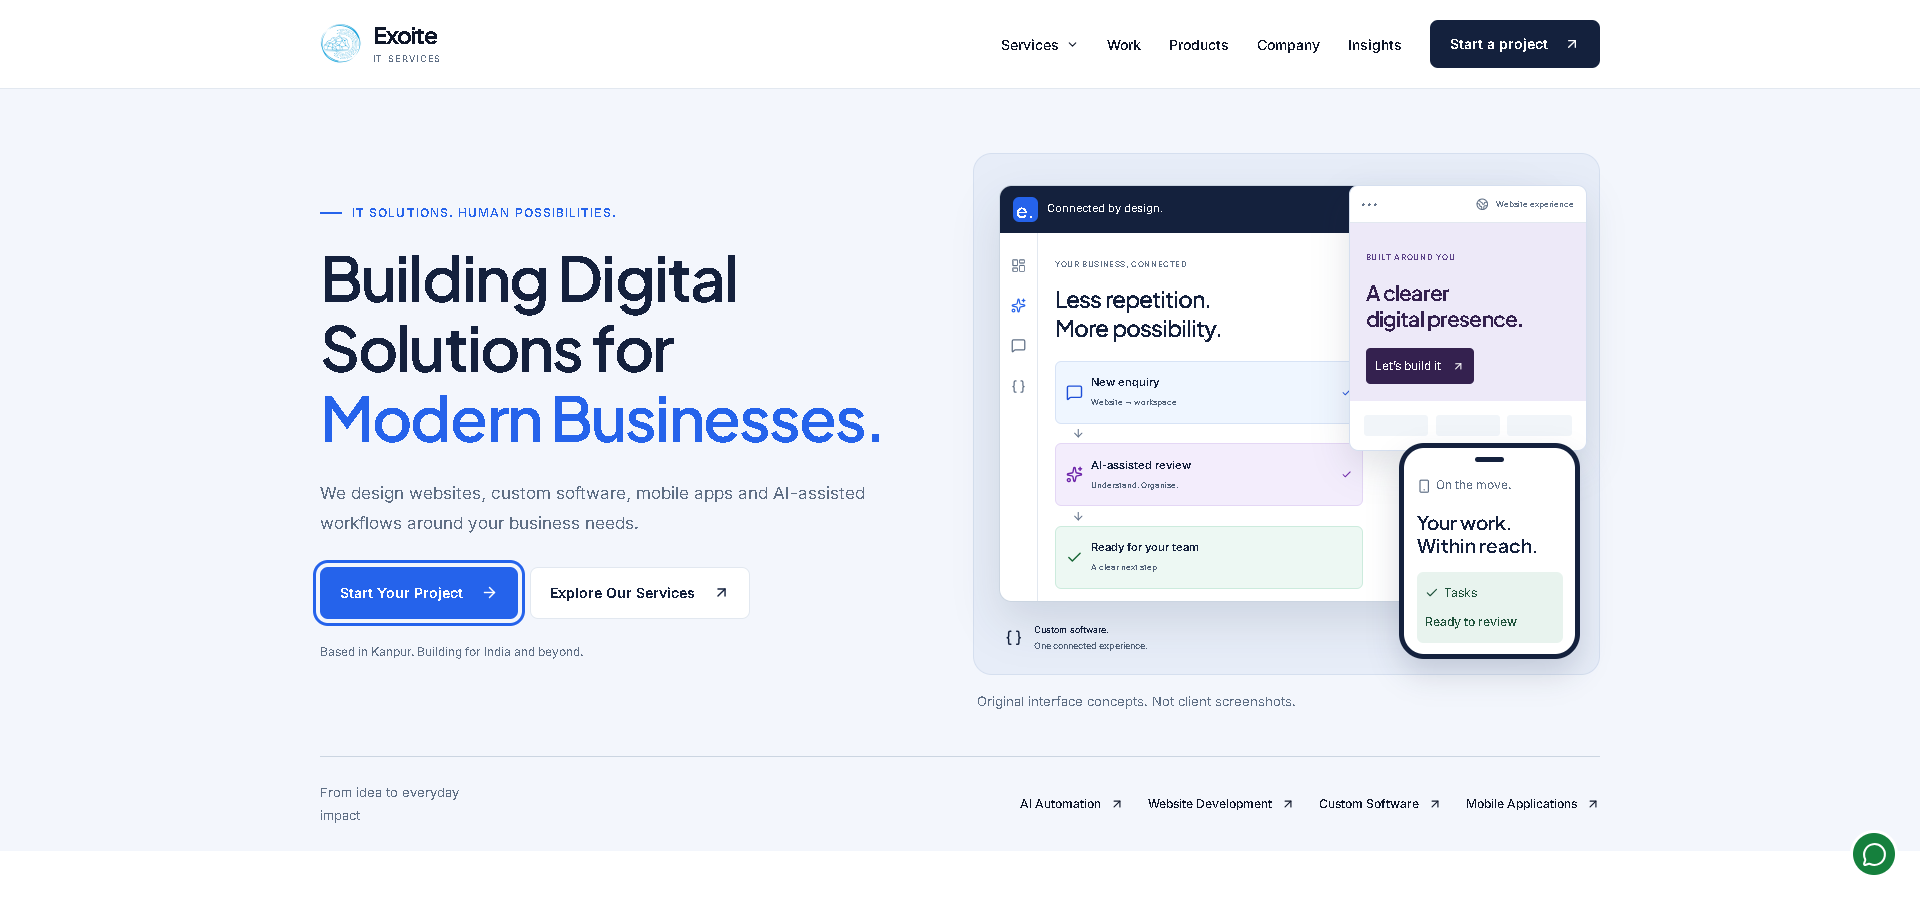 Exoite
IT SERVICES
Services
Work
Products
Company
Insights
Start a project
IT SOLUTIONS. HUMAN POSSIBILITIES.
Building Digital
Solutions for
Modern Businesses.
We design websites, custom software, mobile apps and AI-assisted
workflows around your business needs.
Start Your Project
Explore Our Services
Based in Kanpur. Building for India and beyond.
e.
Connected by design.
YOUR BUSINESS, CONNECTED
Less repetition.
More possibility.
New enquiry
Website → workspace
AI-assisted review
Understand. Organise.
Ready for your team
A clear next step
Custom software.
One connected experience.
Website experience
BUILT AROUND YOU
A clearer
digital presence.
Let's build it
On the move.
Your work.
Within reach.
Tasks
Ready to review
Original interface concepts. Not client screenshots.
From idea to everyday
impact
AI Automation
Website Development
Custom Software
Mobile Applications